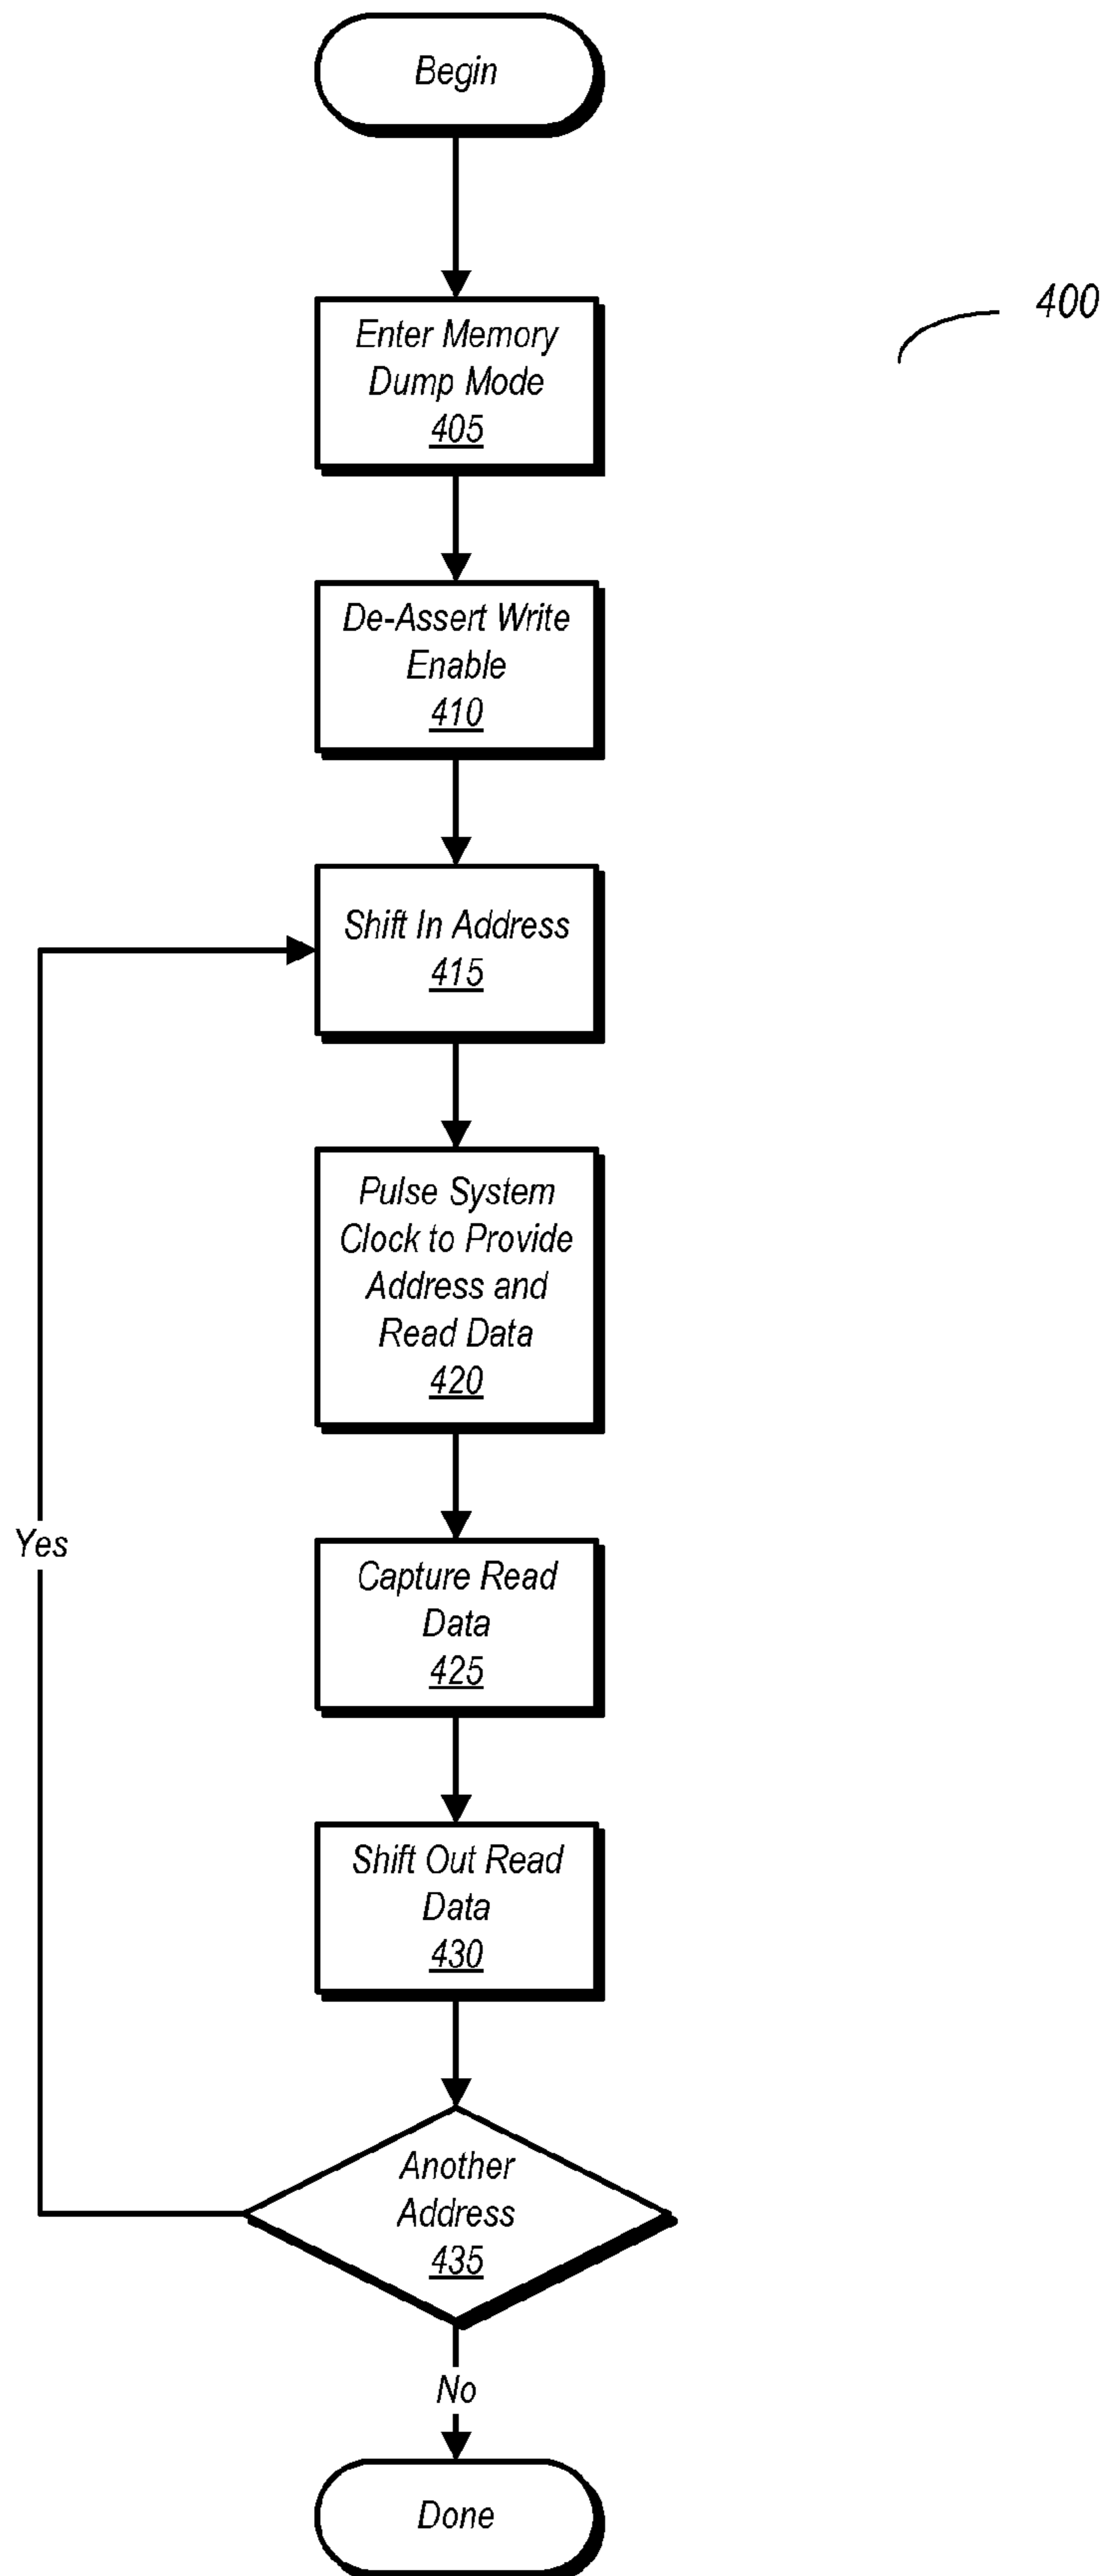 Begin
400
Enter Memory
Dump Mode
405
De-Assert Write
Enable
410
Shift In Address
415
Pulse System
Clock to Provide
Address and
Read Data
420
Yes
Capture Read
Data
425
Shift Out Read
Data
430
Another
Address
435
No
Done